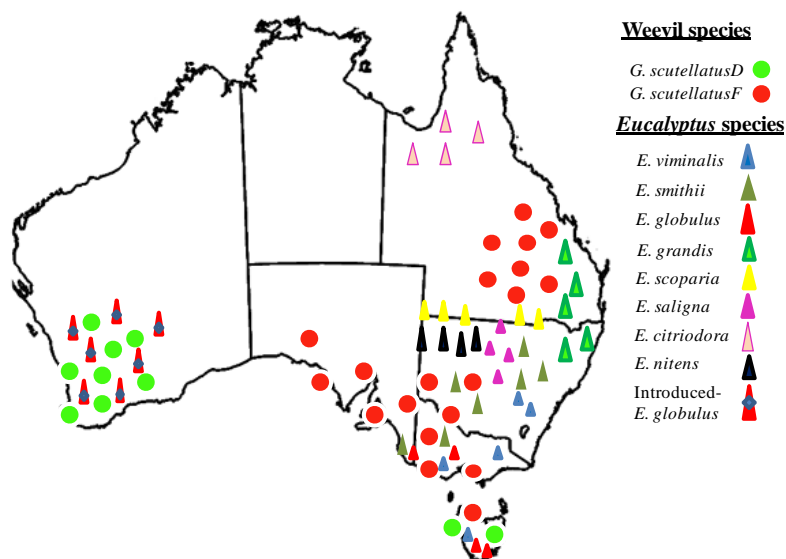 Weevil species
G. scutellatusD
G. scutellatusF
Eucalyptus species
E. viminalis
E. smithii
E. globulus
E. grandis
E. scoparia
E. saligna
E. citriodora
E. nitens
Introduced-
E. globulus